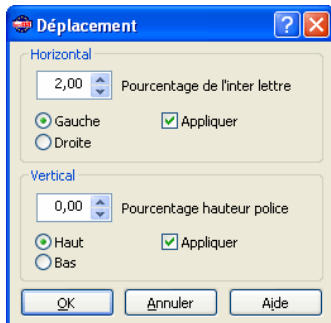 Déplacement
Horizontal
2,00 Pourcentage de l'inter lettre
Gauche Appliquer
Droite
Vertical
0,00 Pourcentage hauteur police
Haut Appliquer
Bas
OK Annuler Aide